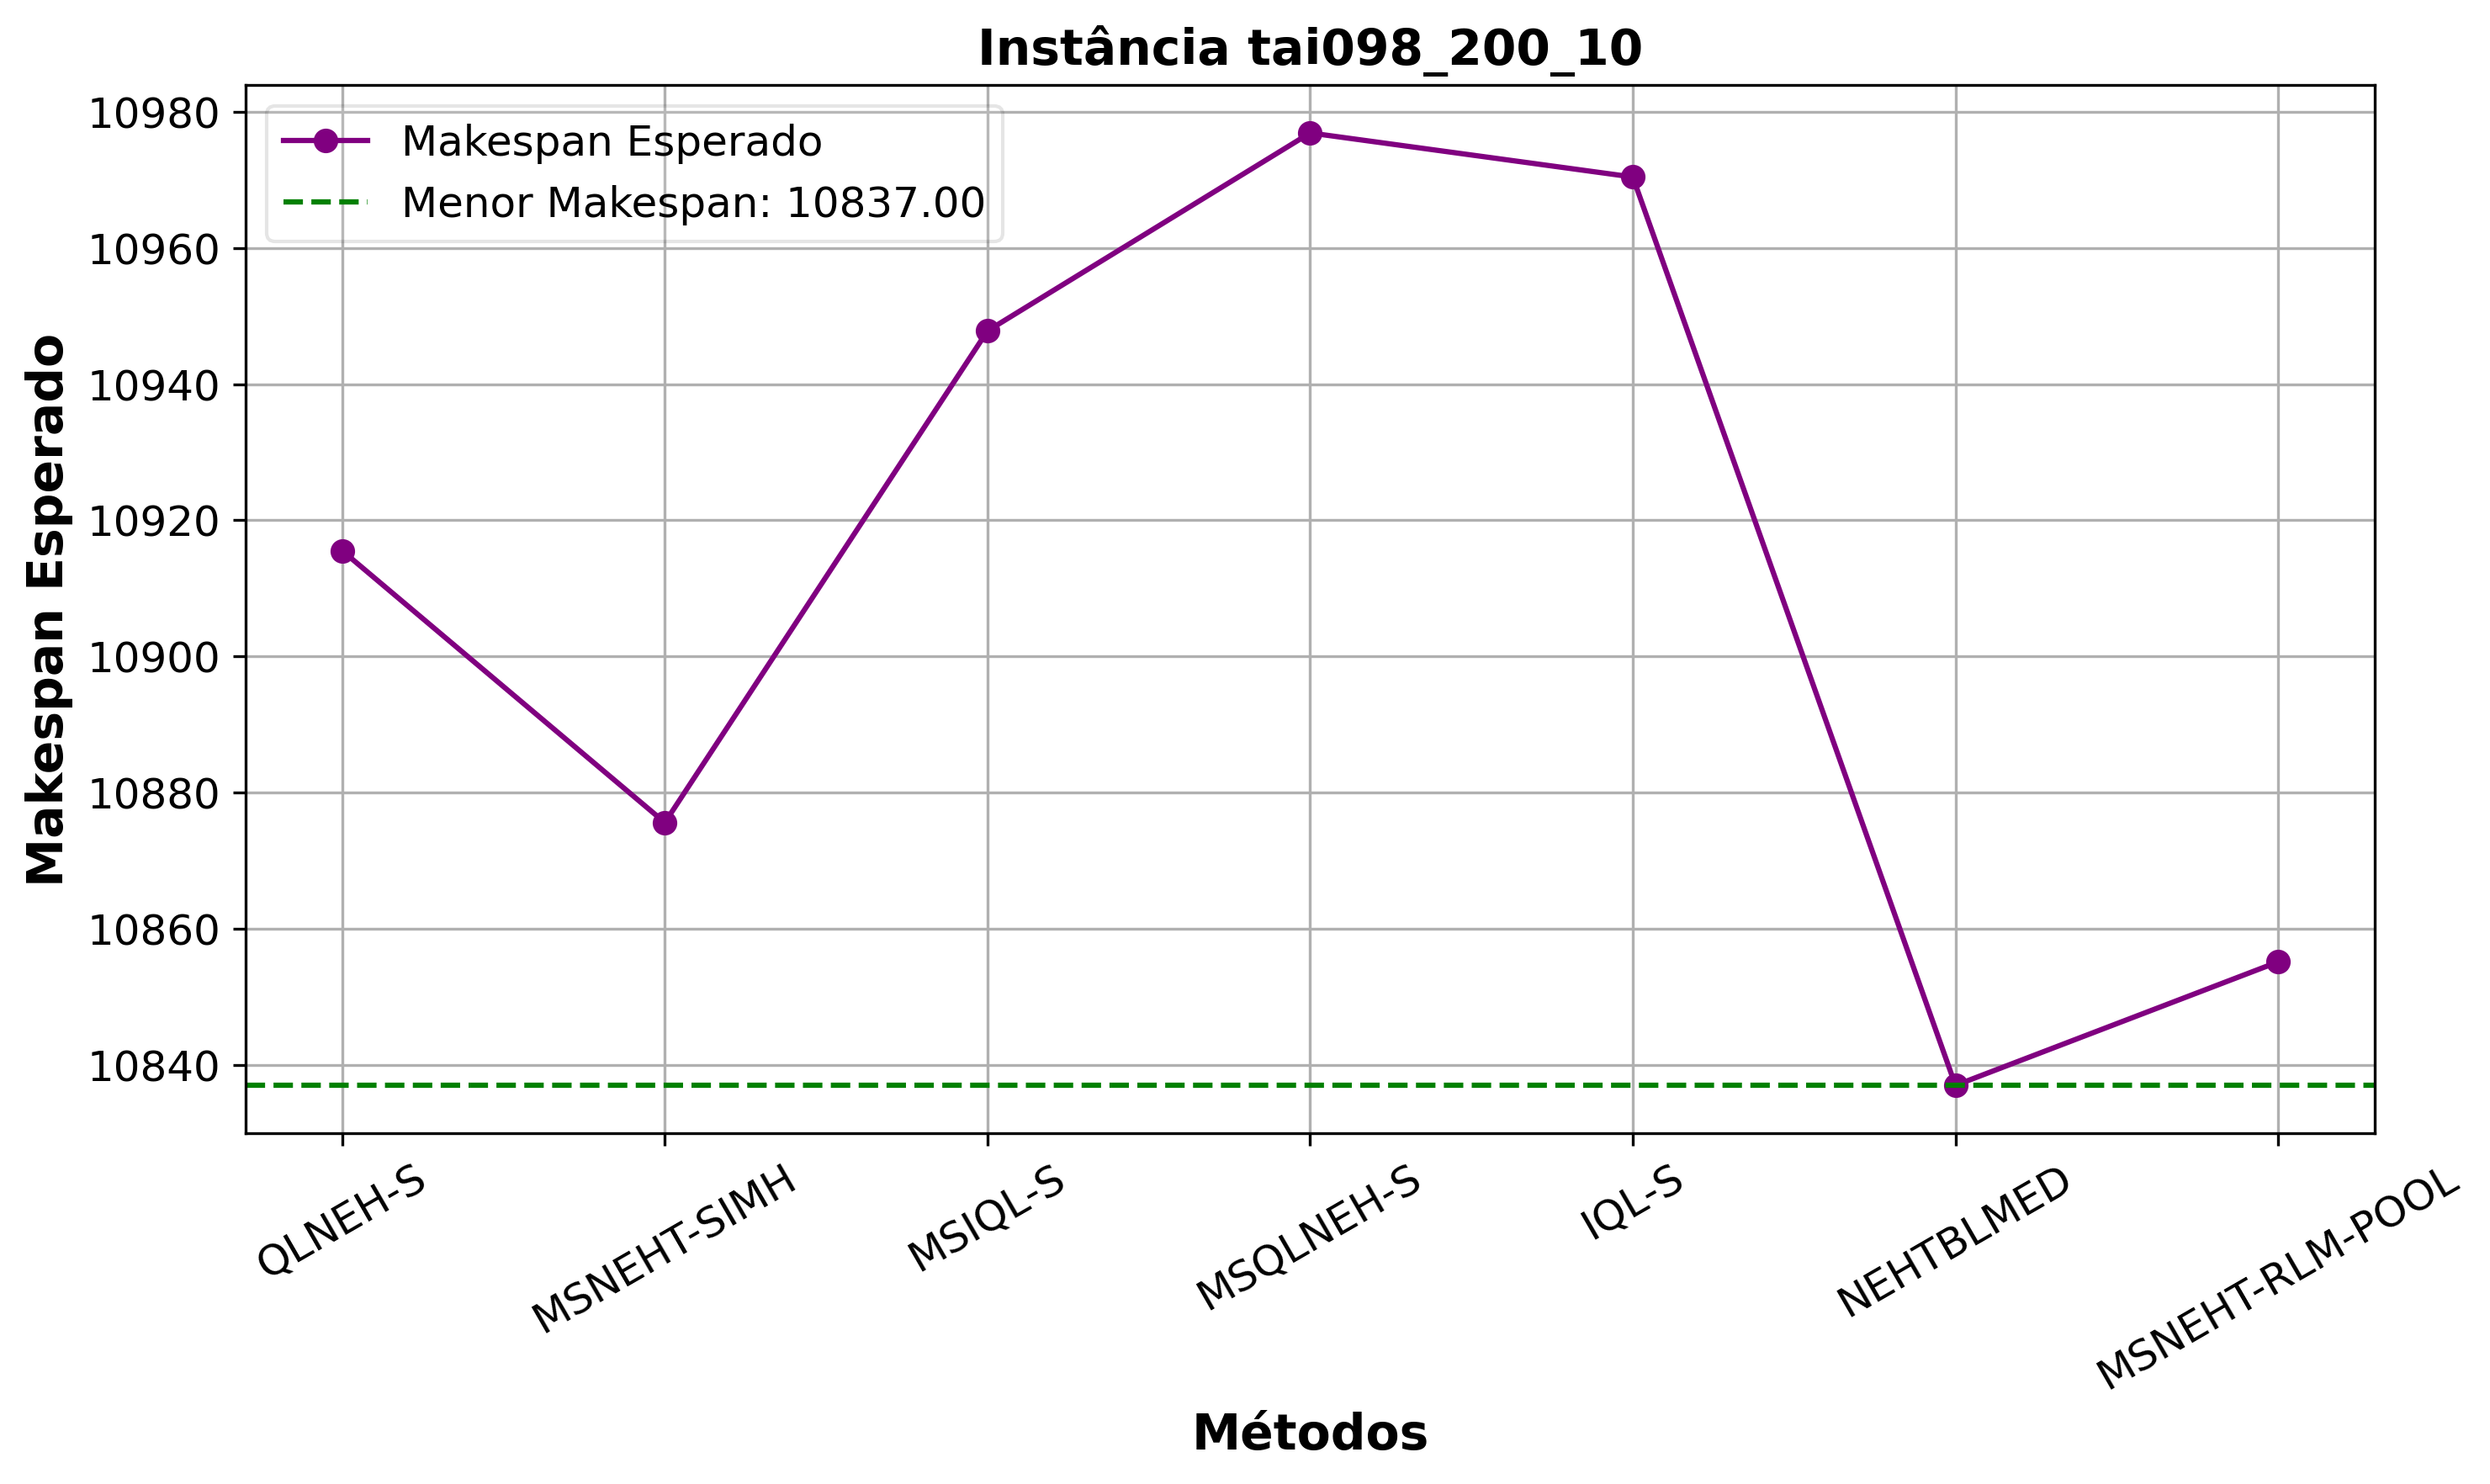 Instância tai098_200_10
Makespan Esperado
Menor Makespan: 10837.00
Makespan Esperado
10980
10960
10940
10920
10900
10880
10860
10840
QLNEH-S
MSNEHT-SIMH
MSIQL-S
MSQLNEH-S
IQL-S
NEHTBLMED
MSNEHT-RLM-POOL
Métodos